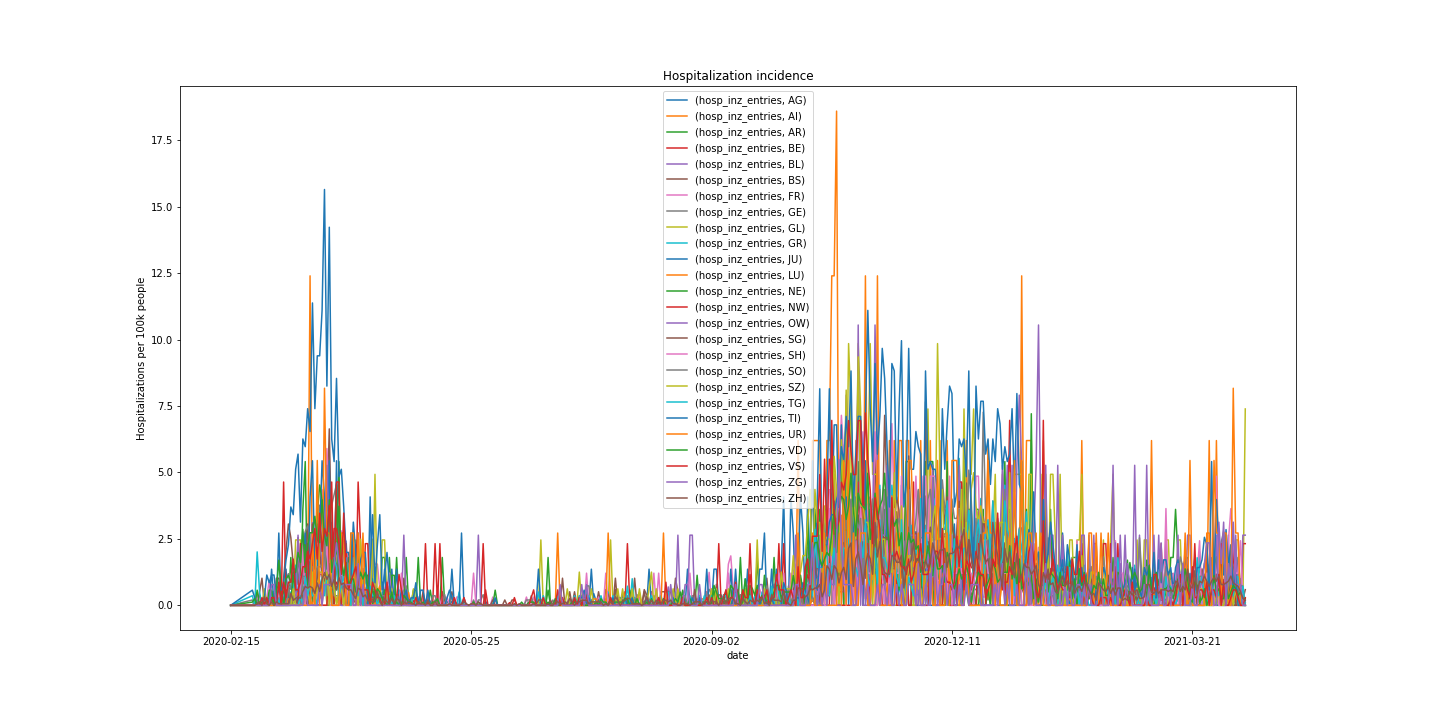 Hospitalization incidence
(hosp_inz_entries, AG)
(hosp_inz_entries, AI)
(hosp_inz_entries, AR)
(hosp_inz_entries, BE)
(hosp_inz_entries, BL)
(hosp_inz_entries, BS)
(hosp_inz_entries, FR)
(hosp_inz_entries, GE)
(hosp_inz_entries, GL)
(hosp_inz_entries, GR)
(hosp_inz_entries, JU)
(hosp_inz_entries, LU)
(hosp_inz_entries, NE)
(hosp_inz_entries, NW)
(hosp_inz_entries, OW)
(hosp_inz_entries, SG)
(hosp_inz_entries, SH)
(hosp_inz_entries, SO)
(hosp_inz_entries, SZ)
(hosp_inz_entries, TG)
(hosp_inz_entries, TI)
(hosp_inz_entries, UR)
(hosp_inz_entries, VD)
(hosp_inz_entries, VS)
(hosp_inz_entries, ZG)
(hosp_inz_entries, ZH)
Hospitalizations per 100k people
17.5
15.0
12.5
10.0
7.5
5.0
2.5
0.0
2020-02-15
2020-05-25
2020-09-02
2020-12-11
2021-03-21
date